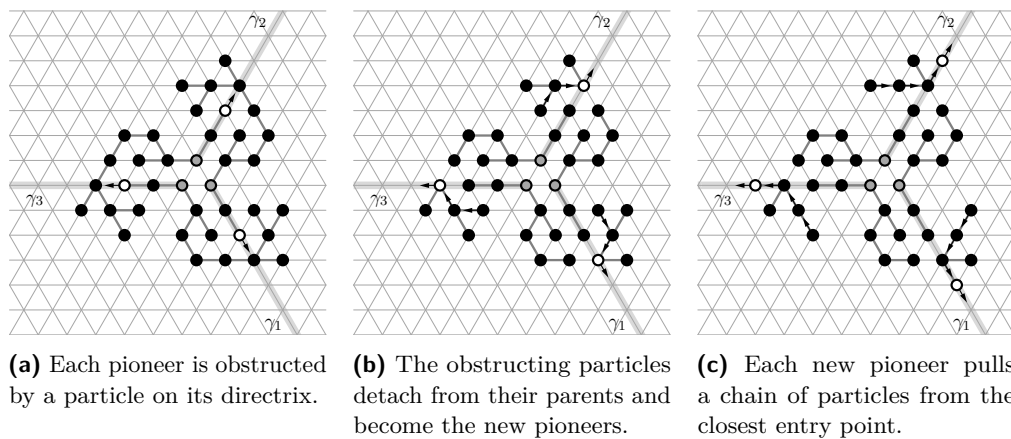 γ2
γ3
γ1
γ2
γ3
γ1
γ2
γ3
γ1
(a) Each pioneer is obstructed
by a particle on its directrix.
(b) The obstructing particles
detach from their parents and
become the new pioneers.
(c) Each new pioneer pulls
a chain of particles from the
closest entry point.